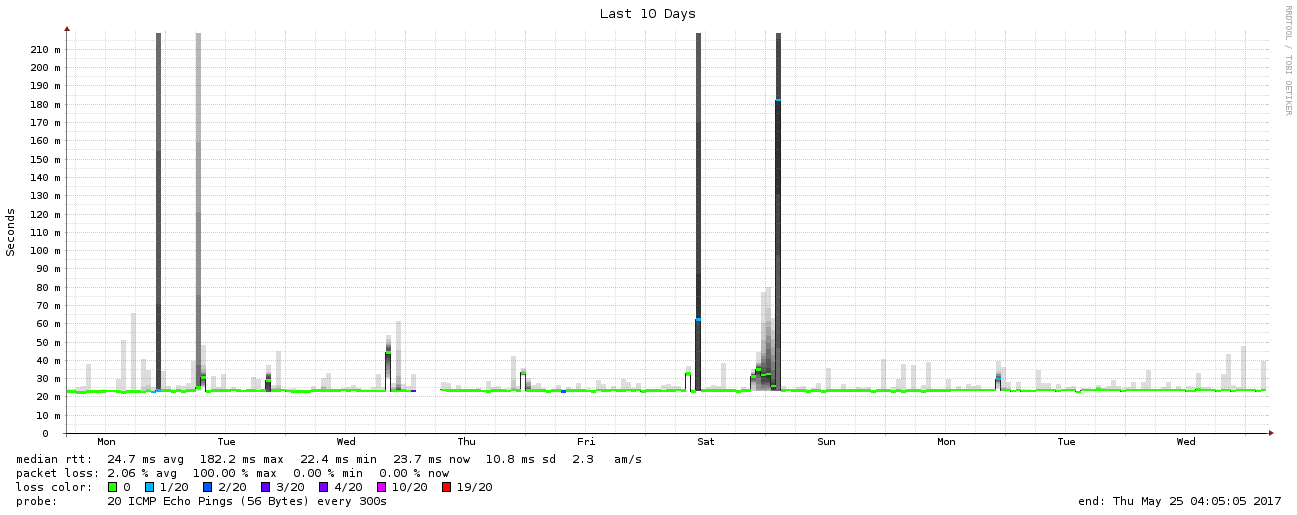 Last 10 Days
RRDTOOL / TOBI OETIKER
Seconds
210 m
200 m
190 m
180 m
170 m
160 m
150 m
140 m
130 m
120 m
110 m
100 m
90 m
80 m
70 m
60 m
50 m
40 m
30 m
20 m
10 m
0
Mon Tue Wed Thu Fri Sat Sun Mon Tue Wed
median rtt: 24.7 ms avg 182.2 ms max 22.4 ms min 23.7 ms now 10.8 ms sd 2.3 am/s
packet loss: 2.06 % avg 100.00 % max 0.00 % min 0.00 % now
loss color: 0 1/20 2/20 3/20 4/20 10/20 19/20
probe: 20 ICMP Echo Pings (56 Bytes) every 300s end: Thu May 25 04:05:05 2017